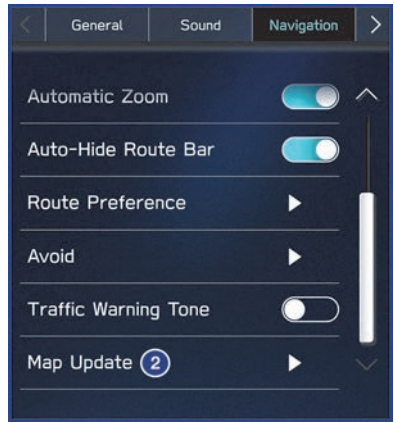 General Sound Navigation
Automatic Zoom
Auto-Hide Route Bar
Route Preference
Avoid
Traffic Warning Tone
Map Update 2